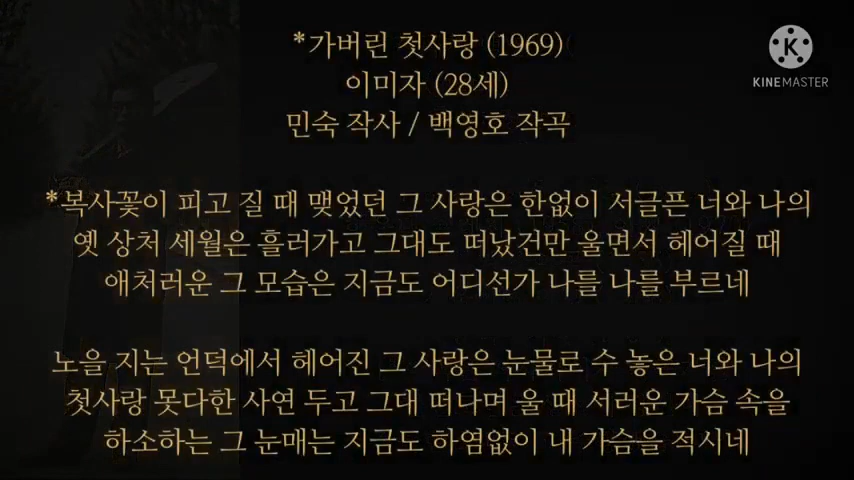 *가버린 첫사랑 (1969)
이미자 (28세)
민숙 작사 / 백영호 작곡
K
KINEMASTER
*복사꽃이 피고 질 때 맺었던 그 사랑은 한없이 서글픈 너와 나의
옛 상처 세월은 흘러가고 그대도 떠났건만 울면서 헤어질 때
애처러운 그 모습은 지금도 어디선가 나를 나를 부르네
노을 지는 언덕에서 헤어진 그 사랑은 눈물로 수 놓은 너와 나의
첫사랑 못다한 사연 두고 그대 떠나며 울 때 서러운 가슴 속을
하소하는 그 눈매는 지금도 하염없이 내 가슴을 적시네